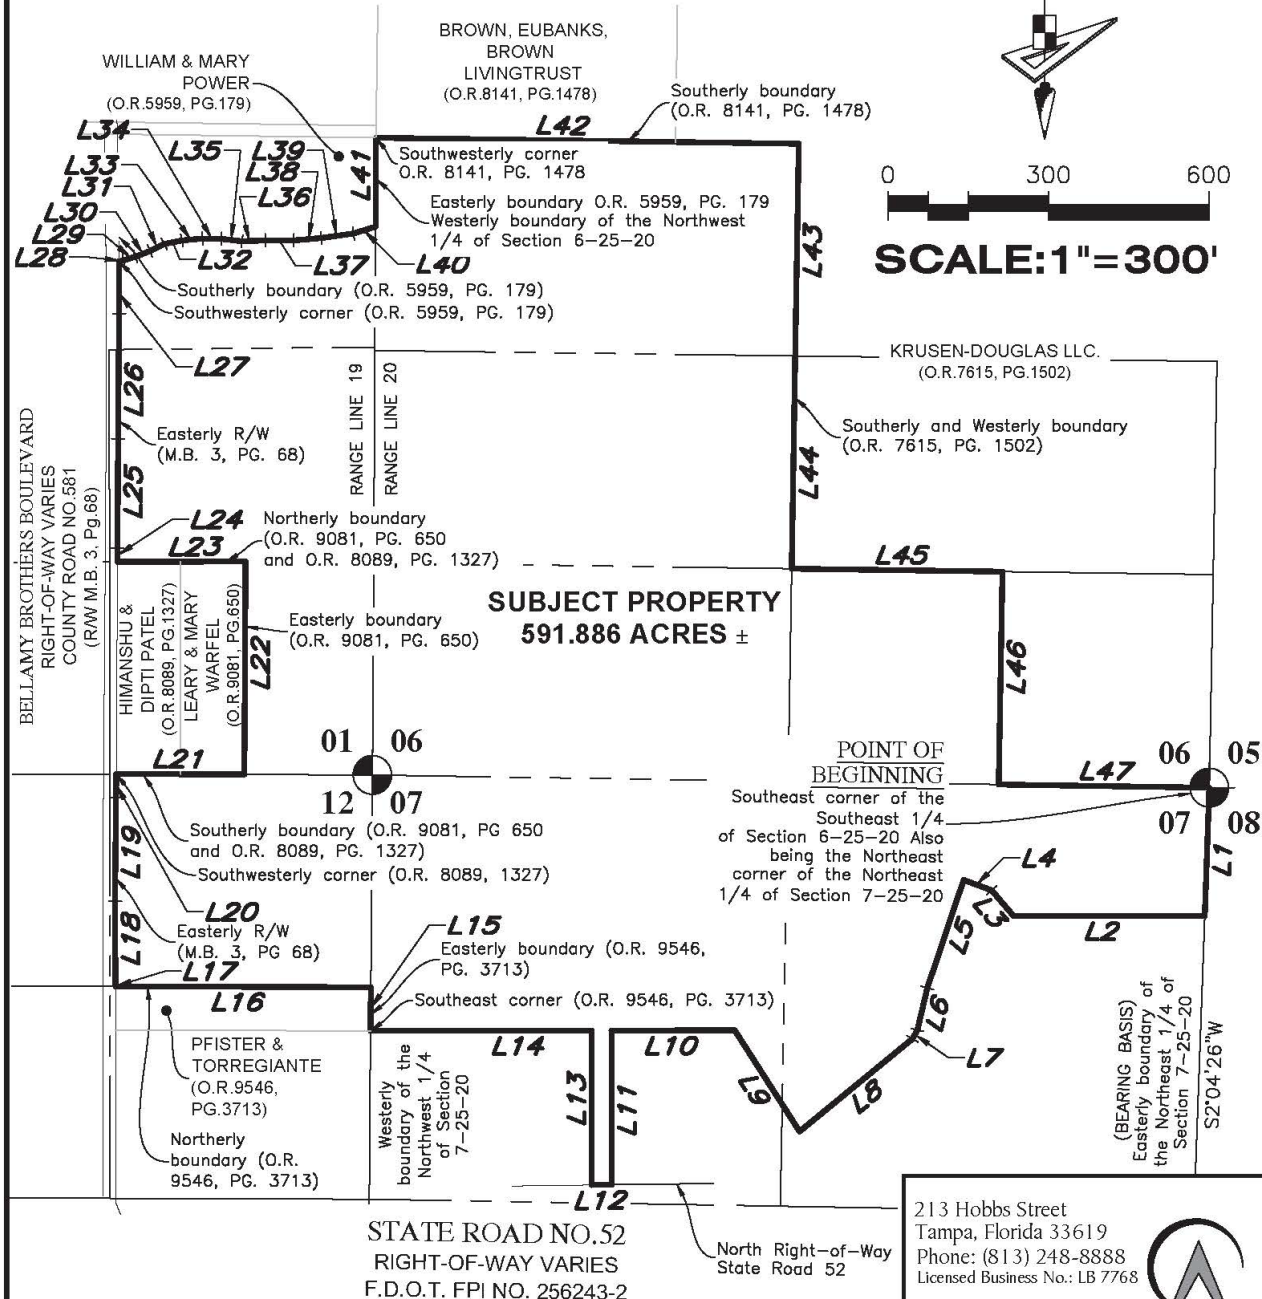 BROWN, EUBANKS,
BROWN
LIVINGTRUST
(O.R.8141, PG.1478)
WILLIAM & MARY
POWER
(O.R.5959, PG.179)
Southerly boundary
(O.R. 8141, PG. 1478)
L42
L34
L35
L39
L33
L38
L31
L36
L30
L29
L28
L32
L37
L40
L41
Southwesterly corner
O.R. 8141, PG. 1478
Easterly boundary O.R. 5959, PG. 179
Westerly boundary of the Northwest
1/4 of Section 6-25-20
0 300 600
SCALE:1"=300'
L43
Southerly boundary (O.R. 5959, PG. 179)
Southwesterly corner (O.R. 5959, PG. 179)
KRUSEN-DOUGLAS LLC.
(O.R.7615, PG.1502)
L27
L26
RANGE LINE 19
RANGE LINE 20
Easterly R/W
(M.B. 3, PG. 68)
Southerly and Westerly boundary
(O.R. 7615, PG. 1502)
L44
L25
BELLAMY BROTHERS BOULEVARD
RIGHT-OF-WAY VARIES
COUNTY ROAD NO.581
(R/W M.B. 3, Pg.68)
L24
L23
Northerly boundary
(O.R. 9081, PG. 650
and O.R. 8089, PG. 1327)
L45
SUBJECT PROPERTY
591.886 ACRES ±
HIMANSHU &
DIPTI PATEL
(O.R.8089, PG.1327)
LEARY & MARY
WARFEL
(O.R.9081, PG.650)
Easterly boundary
(O.R. 9081, PG. 650)
L22
L46
01 06
12 07
L21
POINT OF
BEGINNING
Southeast corner of the
Southeast 1/4
of Section 6-25-20 Also
being the Northeast
corner of the Northeast
1/4 of Section 7-25-20
L47
06 05
07 08
L1
Southerly boundary (O.R. 9081, PG 650
and O.R. 8089, PG. 1327)
Southwesterly corner (O.R. 8089, 1327)
L19
L20
L18
Easterly R/W
(M.B. 3, PG 68)
L17
L16
L4
L3
L2
L5
L6
L7
L15
Easterly boundary (O.R. 9546,
PG. 3713)
Southeast corner (O.R. 9546, PG. 3713)
L14
L10
L13
L11
L9
L8
L12
PFISTER &
TORREGIANTE
(O.R.9546,
PG.3713)
Northerly
boundary (O.R.
9546, PG. 3713)
Westerly
boundary of the
Northwest 1/4
of Section
7-25-20
(BEARING BASIS)
Easterly boundary of
the Northeast 1/4 of
Section 7-25-20
S2°04'26"W
STATE ROAD NO.52
RIGHT-OF-WAY VARIES
F.D.O.T. FPI NO. 256243-2
North Right-of-Way
State Road 52
213 Hobbs Street
Tampa, Florida 33619
Phone: (813) 248-8888
Licensed Business No.: LB 7768